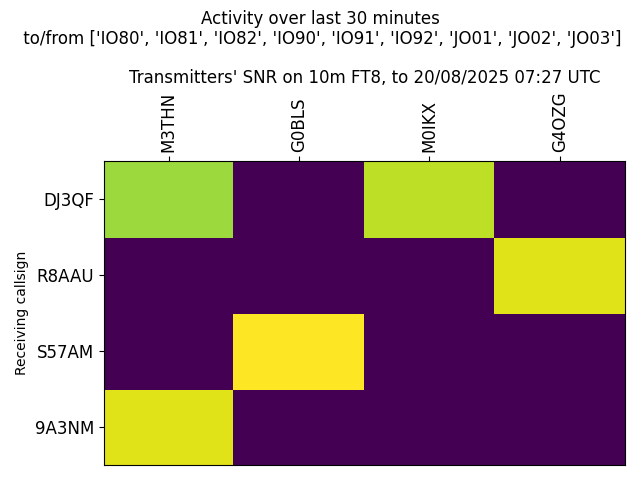 Activity over last 30 minutes
to/from ['IO80', 'IO81', 'IO82', 'IO90', 'IO91', 'IO92', 'JO01', 'JO02', 'JO03']
Transmitters' SNR on 10m FT8, to 20/08/2025 07:27 UTC
M3THN
G0BLS
M0IKX
G4OZG
Receiving callsign
DJ3QF
R8AAU
S57AM
9A3NM